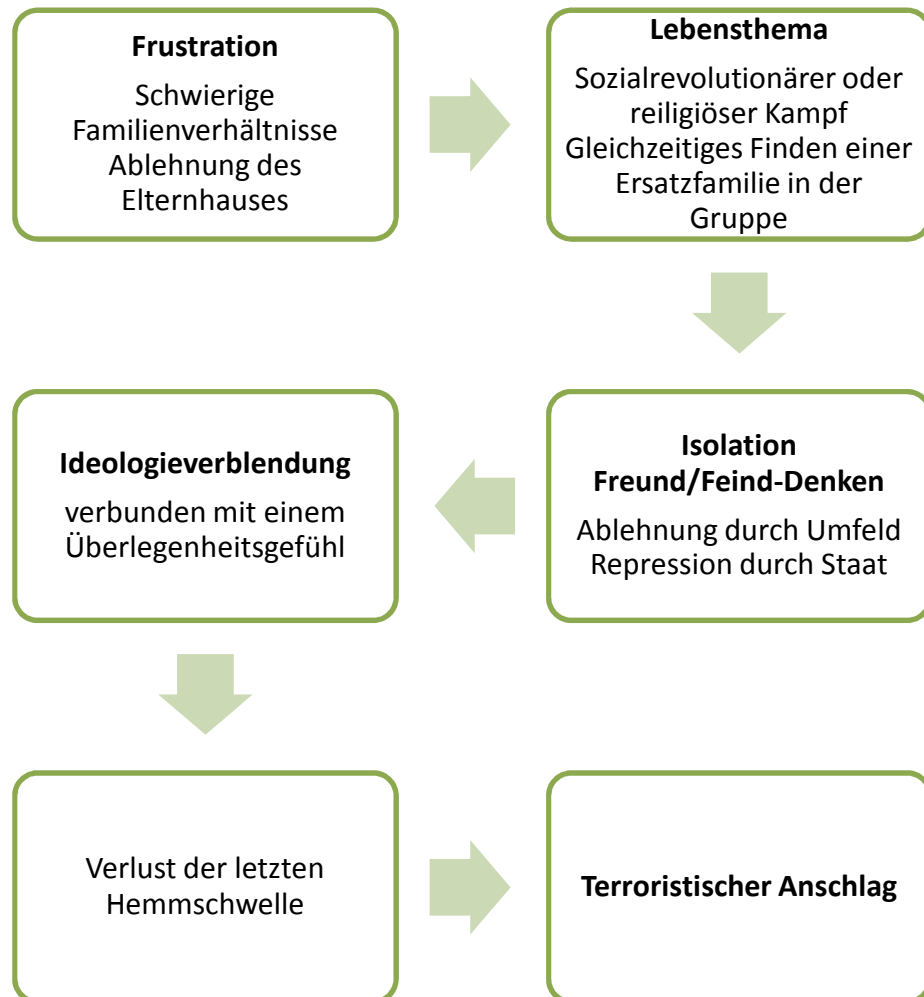 Frustration
Schwierige
Familienverhältnisse
Ablehnung des
Elternhauses
Lebensthema
Sozialrevolutionärer oder
reiligiöser Kampf
Gleichzeitiges Finden einer
Ersatzfamilie in der
Gruppe
Isolation
Freund/Feind-Denken
Ablehnung durch Umfeld
Repression durch Staat
Ideologieverblendung
verbunden mit einem
Überlegenheitsgefühl
Verlust der letzten
Hemmschwelle
Terroristischer Anschlag